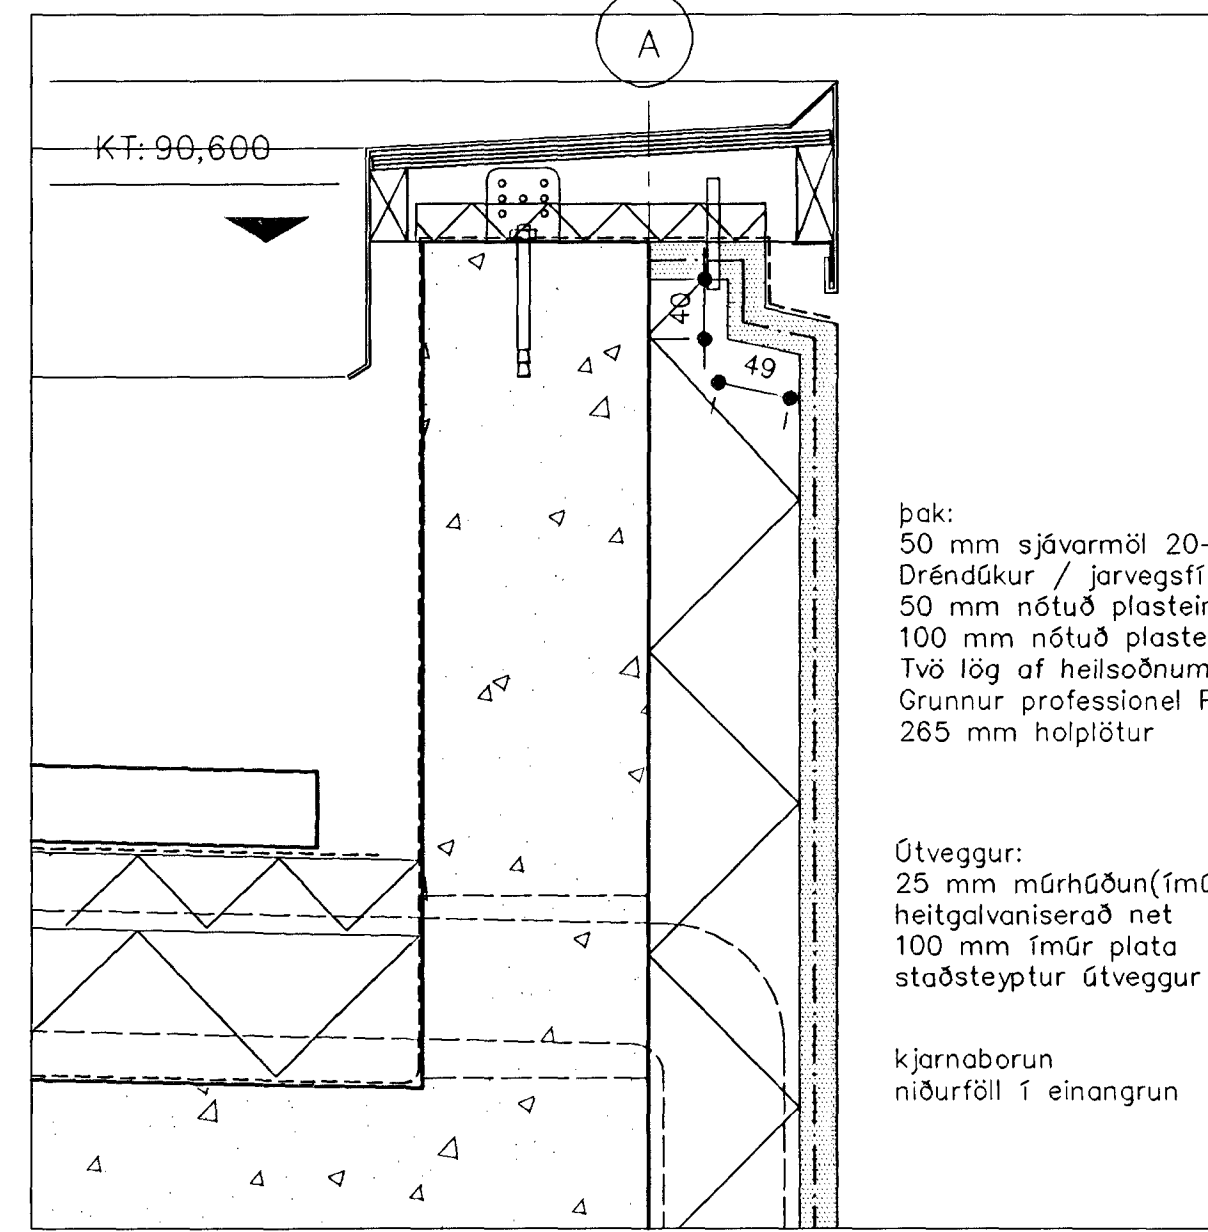 A
KT: 90,600
40
49
þak:
50 mm sjávarmöl 20-
Dréndúkur / jarvegsfí
50 mm nótuð plastein
100 mm nótuð plaste
Tvö lög af heilsoðnum
Grunnur professionel
265 mm holplötur
Útveggur:
25 mm múrhúðun(ímú
heitgalvaniserað net
100 mm ímúr plata
staðsteyptur útveggur
kjarnaborun
niðurföll í einangrun